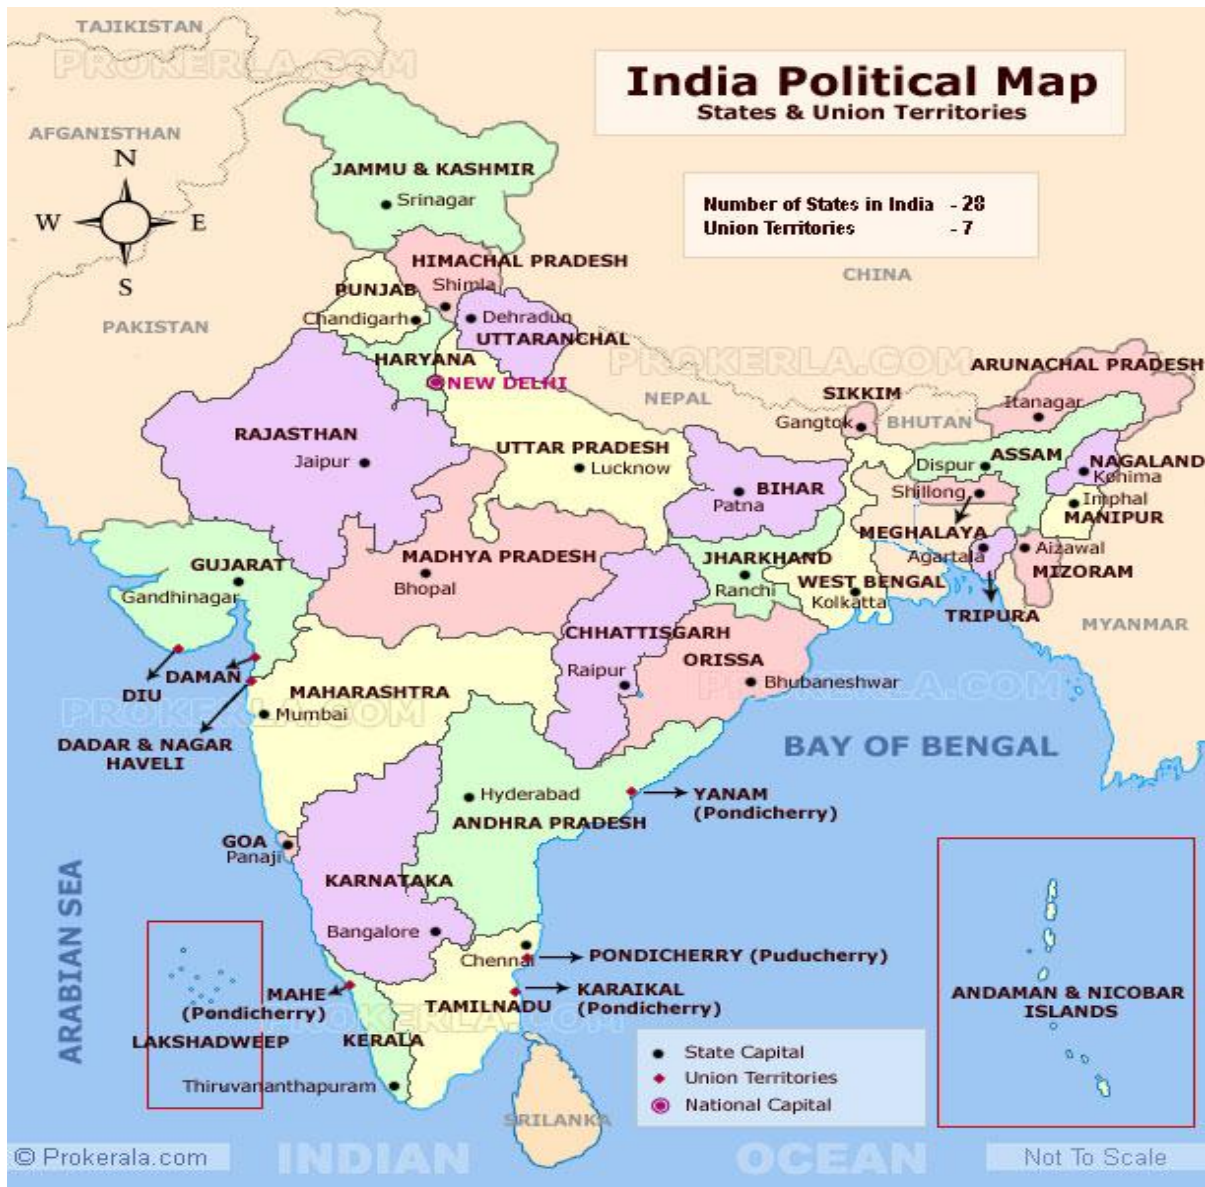 TAJIKISTAN
PROKERLA.COM
India Political Map
States & Union Territories
AFGANISTHAN
N
W
E
S
JAMMU & KASHMIR
Srinagar
Number of States in India - 28
Union Territories - 7
CHINA
HIMACHAL PRADESH
Shimla
PUNJAB
Chandigarh
Dehradun
UTTARANCHAL
PAKISTAN
HARYANA
NEW DELHI
PROKERLA.COM
NEPAL
SIKKIM
Gangtok
BHUTAN
ARUNACHAL PRADESH
Itanagar
RAJASTHAN
Jaipur
UTTAR PRADESH
Lucknow
BIHAR
Patna
Dispur
ASSAM
NAGALAND
Kohima
Shillong
MEGHALAYA
Imphal
MANIPUR
Agartala
Aizawal
MIZORAM
TRIPURA
MYANMAR
GUJARAT
Gandhinagar
MADHYA PRADESH
Bhopal
JHARKHAND
Ranchi
WEST BENGAL
Kolkatta
CHHATTISGARH
Raipur
ORISSA
Bhubaneshwar
PROKERLA.COM
DIU
DAMAN
DADAR & NAGAR
HAVELI
MAHARASHTRA
Mumbai
PROKERLA.COM
BAY OF BENGAL
Hyderabad
ANDHRA PRADESH
YANAM
(Pondicherry)
GOA
Panaji
KARNATAKA
Bangalore
ARABIAN SEA
Chennai
PONDICHERRY (Puducherry)
KARAIKAL
(Pondicherry)
MAHE
(Pondicherry)
TAMILNADU
PROKERLA.COM
LAKSHADWEEP
KERALA
Thiruvananthapuram
ANDAMAN & NICOBAR
ISLANDS
State Capital
Union Territories
National Capital
SRILANKA
© Prokerala.com
INDIAN
OCEAN
Not To Scale